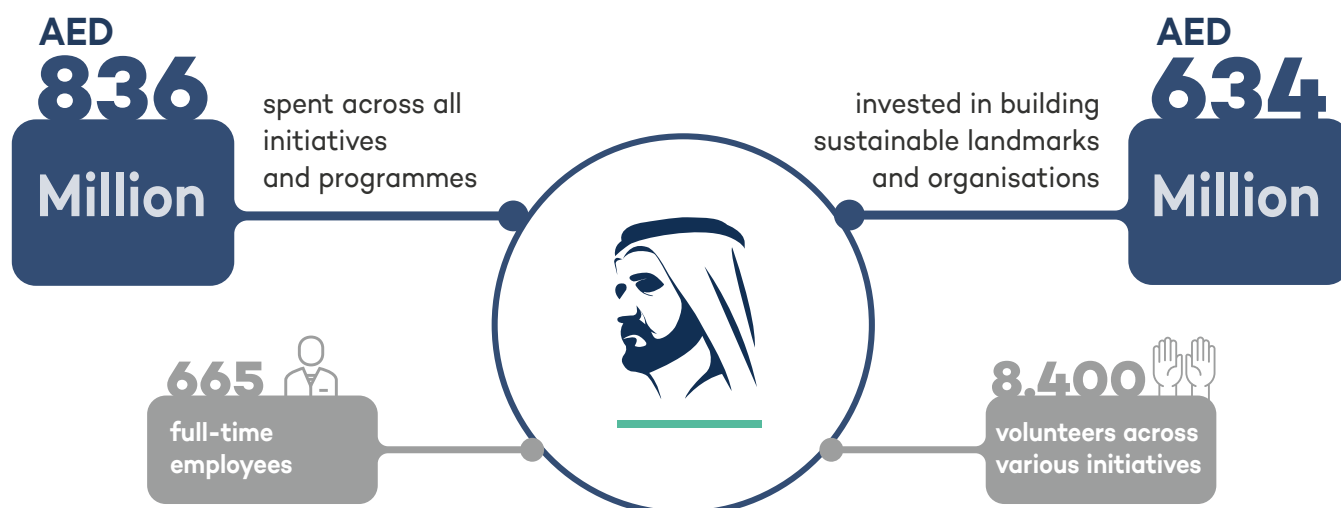 AED
836
Million
spent across all
initiatives
and programmes
AED
634
Million
invested in building
sustainable landmarks
and organisations
665
full-time
employees
8.400
volunteers across
various initiatives